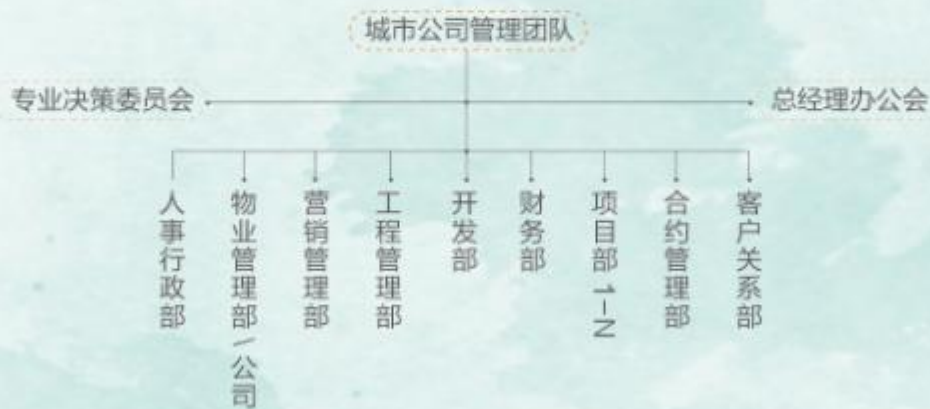 城市公司管理团队
专业决策委员会
总经理办公会
人事行政部
物业管理部\公司
营销管理部
工程管理部
开发部
财务部
项目部 1-N
合约管理部
客户关系部